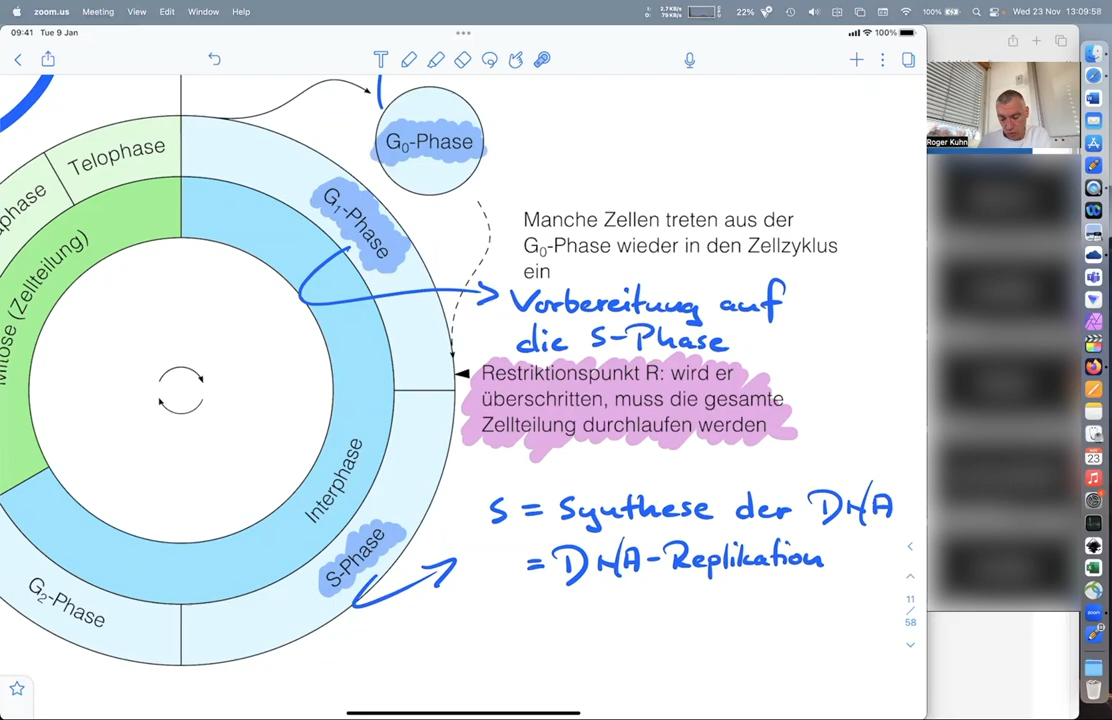 zoom.us Meeting View Edit Window Help
22% 100% Wed 23 Nov 13:09:58
09:41 Tue 9 Jan
100%
G₀-Phase
Telophase
aphase
G₁-Phase
Mitose (Zellteilung)
Manche Zellen treten aus der
G₀-Phase wieder in den Zellzyklus
ein
Vorbereitung auf
die S-Phase
Restriktionspunkt R: wird er
überschritten, muss die gesamte
Zellteilung durchlaufen werden
Interphase
S = Synthese der DNA
= DNA-Replikation
S-Phase
G₂-Phase
11
/
58
Roger Kuhn